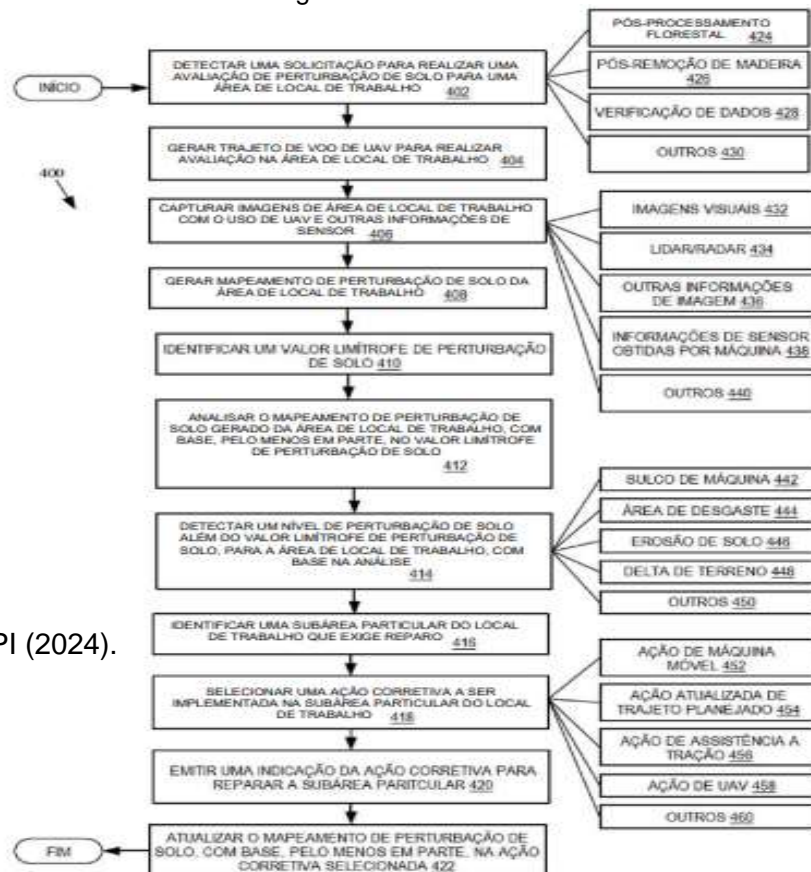 INÍCIO
DETECTAR UMA SOLICITAÇÃO PARA REALIZAR UMA
AVALIAÇÃO DE PERTURBAÇÃO DE SOLO PARA UMA
ÁREA DE LOCAL DE TRABALHO 402
PÓS-PROCESSAMENTO
FLORESTAL 424
PÓS-REMOÇÃO DE MADEIRA
426
VERIFICAÇÃO DE DADOS 428
OUTROS 430
400
GERAR TRAJETO DE VOO DE UAV PARA REALIZAR
AVALIAÇÃO NA ÁREA DE LOCAL DE TRABALHO 404
CAPTURAR IMAGENS DE ÁREA DE LOCAL DE TRABALHO
COM O USO DE UAV E OUTRAS INFORMAÇÕES DE
SENSOR 406
IMAGENS VISUAIS 432
LIDAR/RADAR 434
OUTRAS INFORMAÇÕES
DE IMAGEM 436
INFORMAÇÕES DE SENSOR
OBTIDAS POR MÁQUINA 438
OUTROS 440
GERAR MAPEAMENTO DE PERTURBAÇÃO DE SOLO DA
ÁREA DE LOCAL DE TRABALHO 408
IDENTIFICAR UM VALOR LIMÍTROFE DE PERTURBAÇÃO
DE SOLO 410
ANALISAR O MAPEAMENTO DE PERTURBAÇÃO DE
SOLO GERADO DA ÁREA DE LOCAL DE TRABALHO, COM
BASE, PELO MENOS EM PARTE, NO VALOR LIMÍTROFE
DE PERTURBAÇÃO DE SOLO
412
DETECTAR UM NÍVEL DE PERTURBAÇÃO DE SOLO
ALÉM DO VALOR LIMÍTROFE DE PERTURBAÇÃO DE
SOLO, PARA A ÁREA DE LOCAL DE TRABALHO, COM
BASE NA ANÁLISE
414
SULCO DE MÁQUINA 442
ÁREA DE DESGASTE 444
EROSÃO DE SOLO 446
DELTA DE TERRENO 448
OUTROS 450
PI (2024).
IDENTIFICAR UMA SUBÁREA PARTICULAR DO LOCAL
DE TRABALHO QUE EXIGE REPARO 416
SELECIONAR UMA AÇÃO CORRETIVA A SER
IMPLEMENTADA NA SUBÁREA PARTICULAR DO LOCAL
DE TRABALHO 418
AÇÃO DE MÁQUINA
MÓVEL 452
AÇÃO ATUALIZADA DE
TRAJETO PLANEJADO 454
AÇÃO DE ASSISTÊNCIA A
TRAÇÃO 456
AÇÃO DE UAV 458
OUTROS 460
EMITIR UMA INDICAÇÃO DA AÇÃO CORRETIVA PARA
REPARAR A SUBÁREA PARITCULAR 420
ATUALIZAR O MAPEAMENTO DE PERTURBAÇÃO DE
SOLO, COM BASE, PELO MENOS EM PARTE, NA AÇÃO
CORRETIVA SELECIONADA 422
FIM